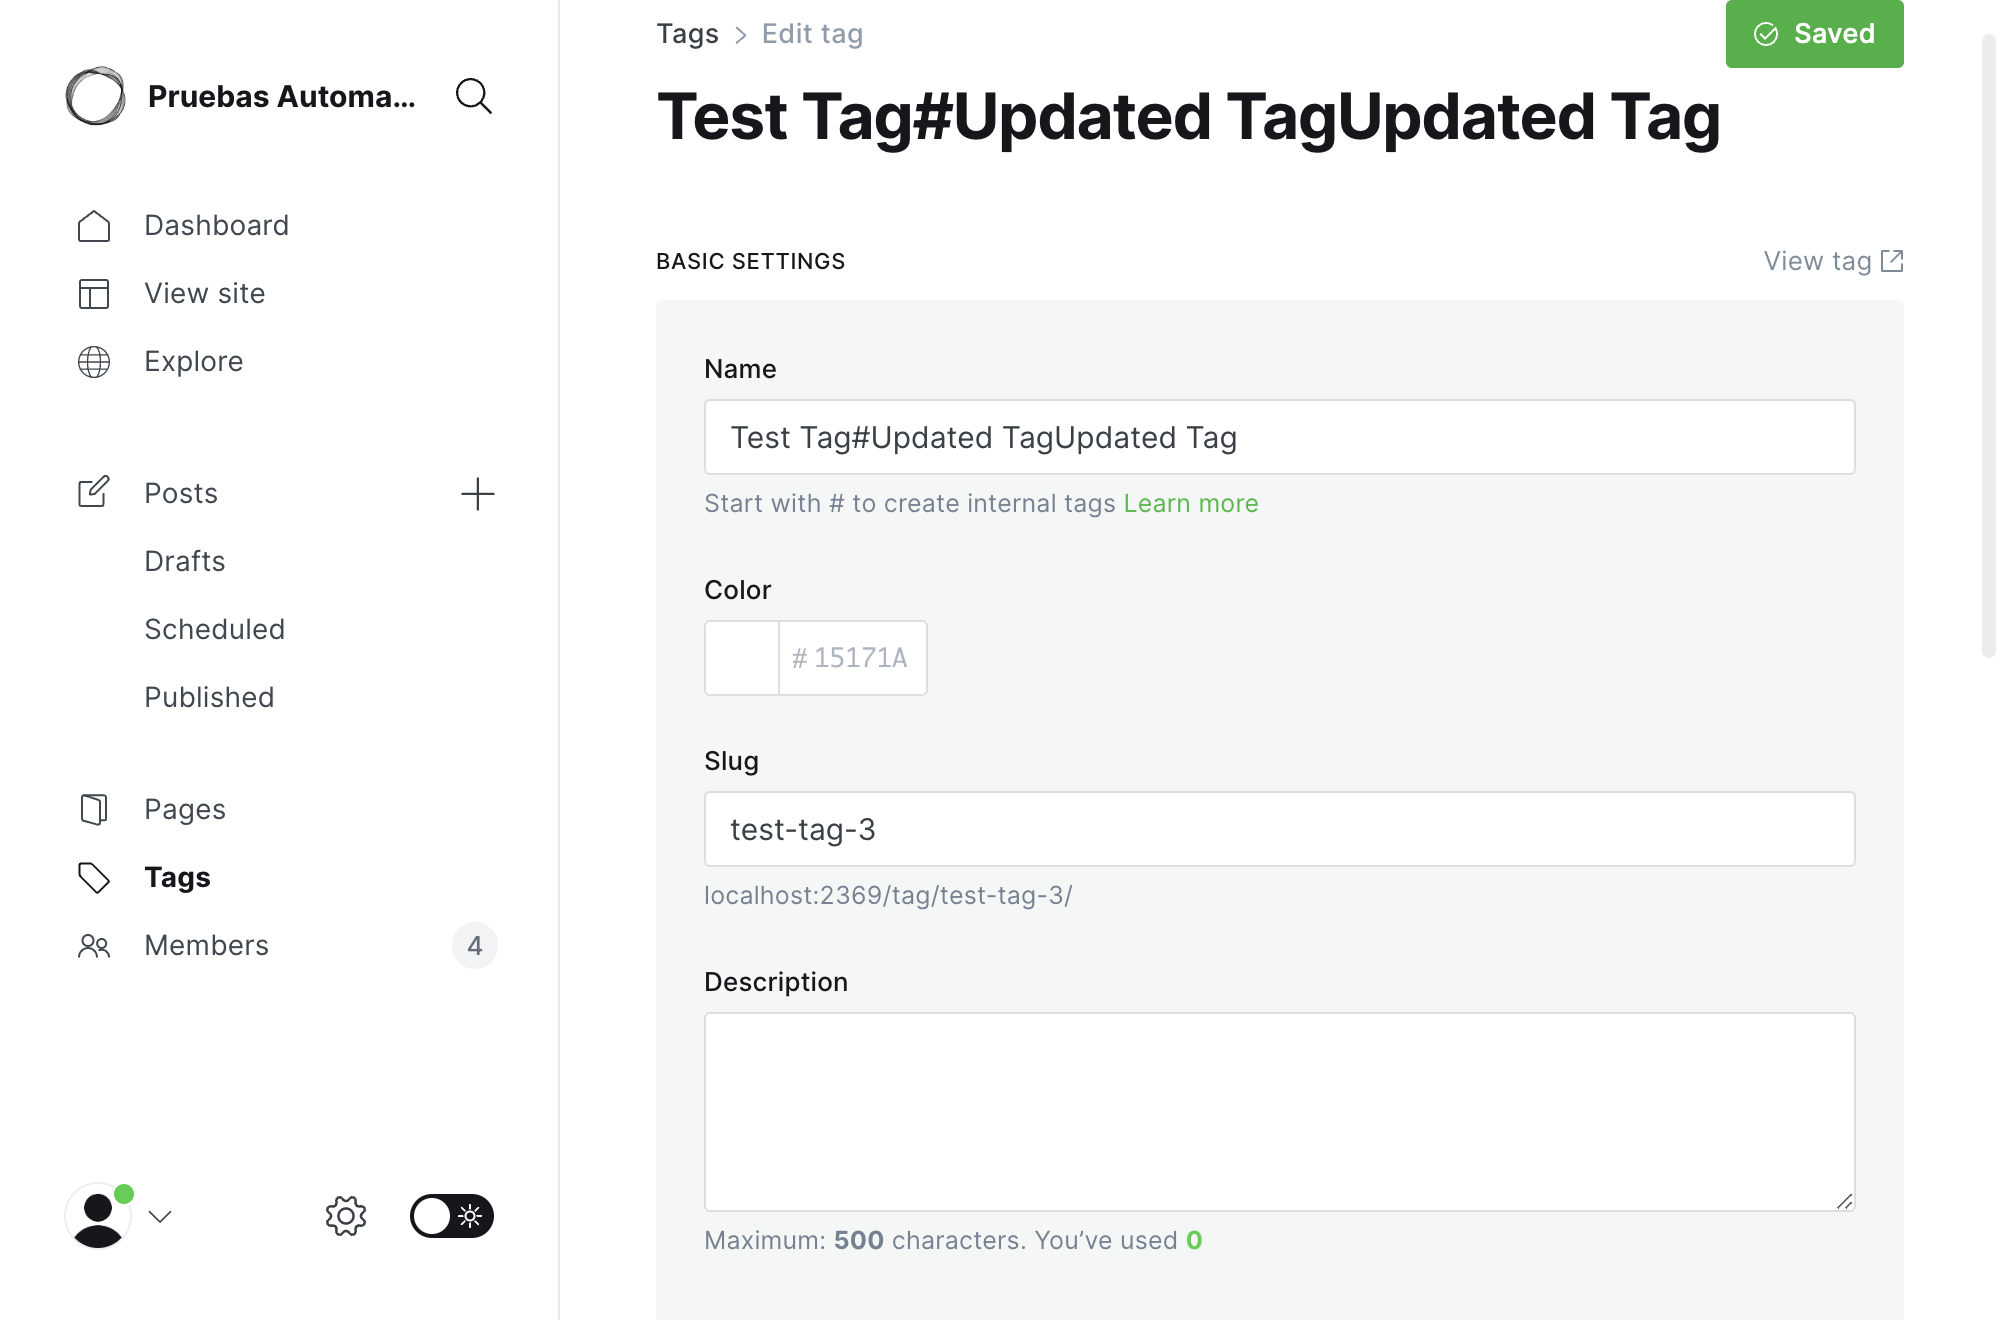 Pruebas Automa...
Dashboard
View site
Explore
Posts
Drafts
Scheduled
Published
Pages
Tags
Members
4
Tags > Edit tag
Saved
Test Tag#Updated TagUpdated Tag
BASIC SETTINGS
View tag
Name
Test Tag#Updated TagUpdated Tag
Start with # to create internal tags Learn more
Color
# 15171A
Slug
test-tag-3
localhost:2369/tag/test-tag-3/
Description
Maximum: 500 characters. You’ve used 0